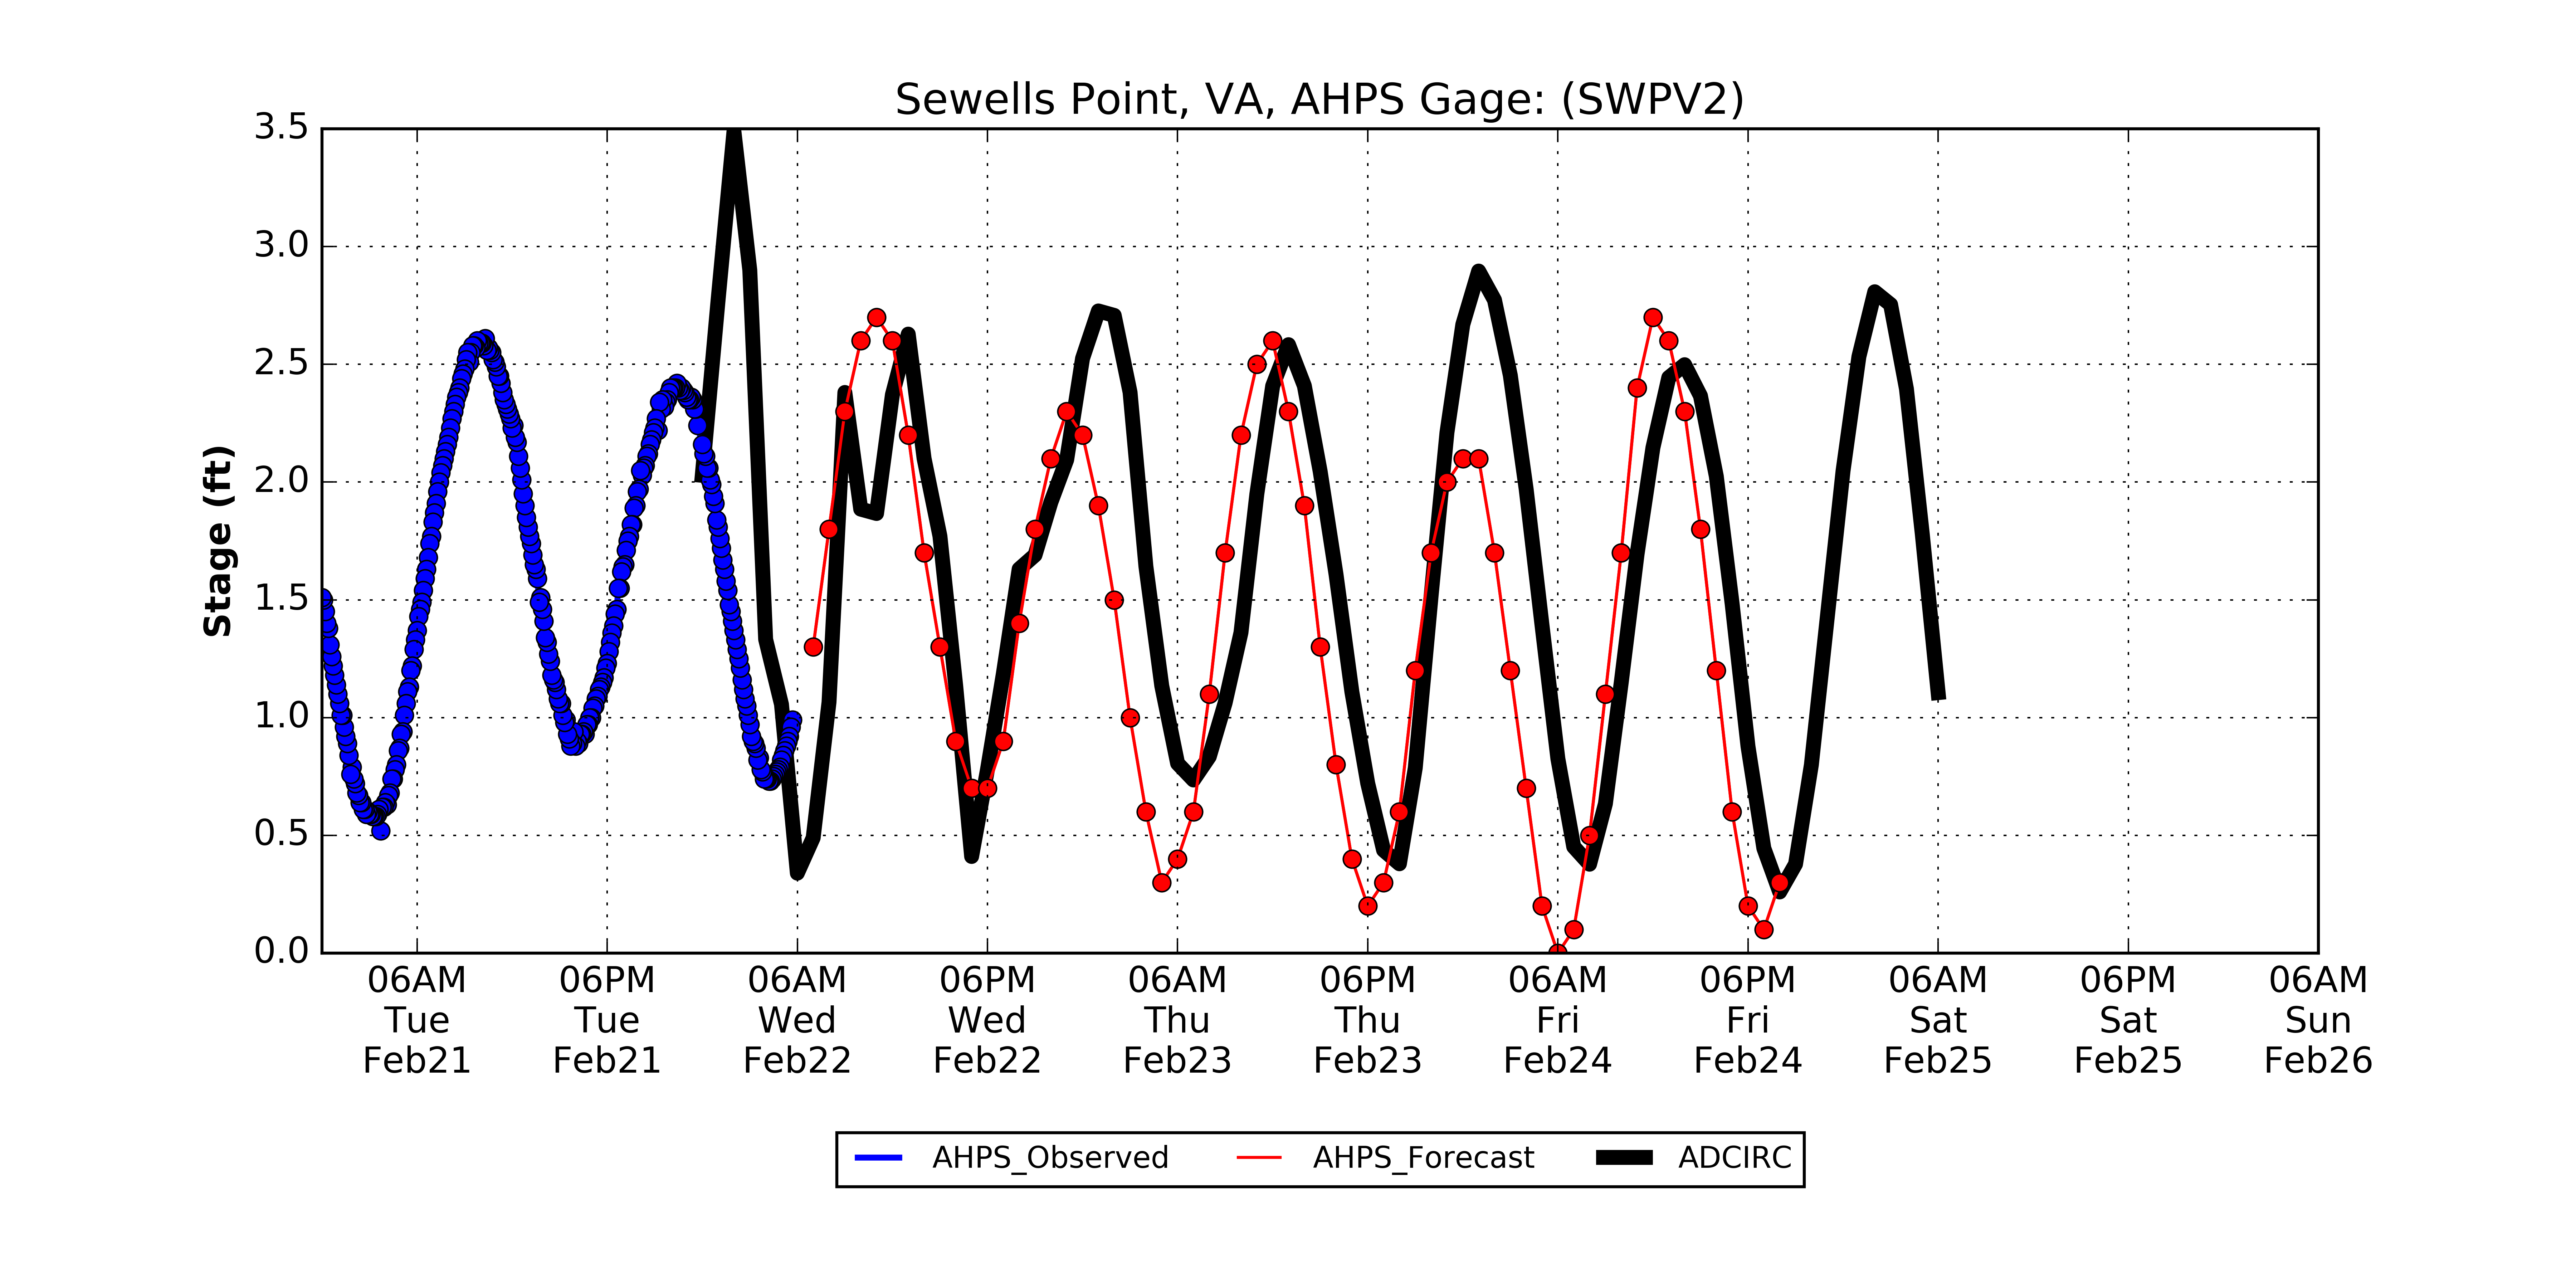 Sewells Point, VA, AHPS Gage: (SWPV2)
3.5
3.0
2.5
2.0
1.5
1.0
0.5
0.0
Stage (ft)
06AM 06PM 06AM 06PM 06AM 06PM 06AM 06PM 06AM 06PM 06AM
Tue Tue Wed Wed Thu Thu Fri Fri Sat Sat Sun
Feb21 Feb21 Feb22 Feb22 Feb23 Feb23 Feb24 Feb24 Feb25 Feb25 Feb26
AHPS_Observed AHPS_Forecast ADCIRC